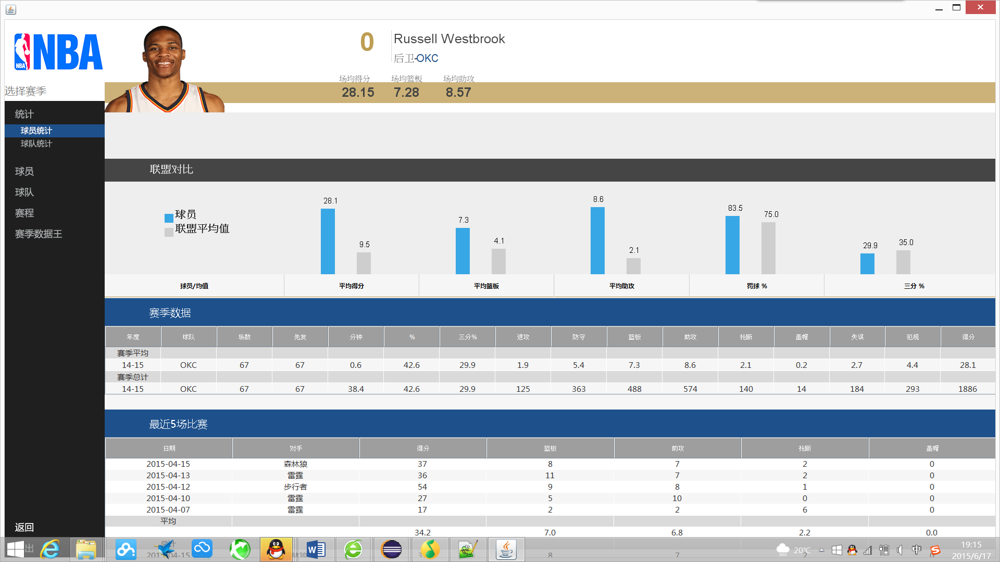 NBA
NBA
0
Russell Westbrook
后卫-OKC
场均得分 场均篮板 场均助攻
28.15 7.28 8.57
选择赛季
统计
球员统计
球队统计
球员
球队
赛程
赛季数据王
返回
联盟对比
球员
联盟平均值
28.1 9.5 7.3 4.1 8.6 2.1 83.5 75.0 29.9 35.0
球员/均值 平均得分 平均篮板 平均助攻 罚球 % 三分 %
赛季数据
年度 球队 场数 先发 分钟 % 三分% 进攻 防守 篮板 助攻 抢断 盖帽 失误 犯规 得分
赛季平均
14-15 OKC 67 67 0.6 42.6 29.9 1.9 5.4 7.3 8.6 2.1 0.2 2.7 4.4 28.1
赛季总计
14-15 OKC 67 67 38.4 42.6 29.9 125 363 488 574 140 14 184 293 1886
最近5场比赛
日期 对手 得分 篮板 助攻 抢断 盖帽
2015-04-15 森林狼 37 8 7 2 0
2015-04-13 雷霆 36 11 7 2 0
2015-04-12 步行者 54 9 8 1 0
2015-04-10 雷霆 27 5 10 0 0
2015-04-07 雷霆 17 2 2 6 0
平均
34.2 7.0 6.8 2.2 0.0
20℃
中
19:15
2015/6/17